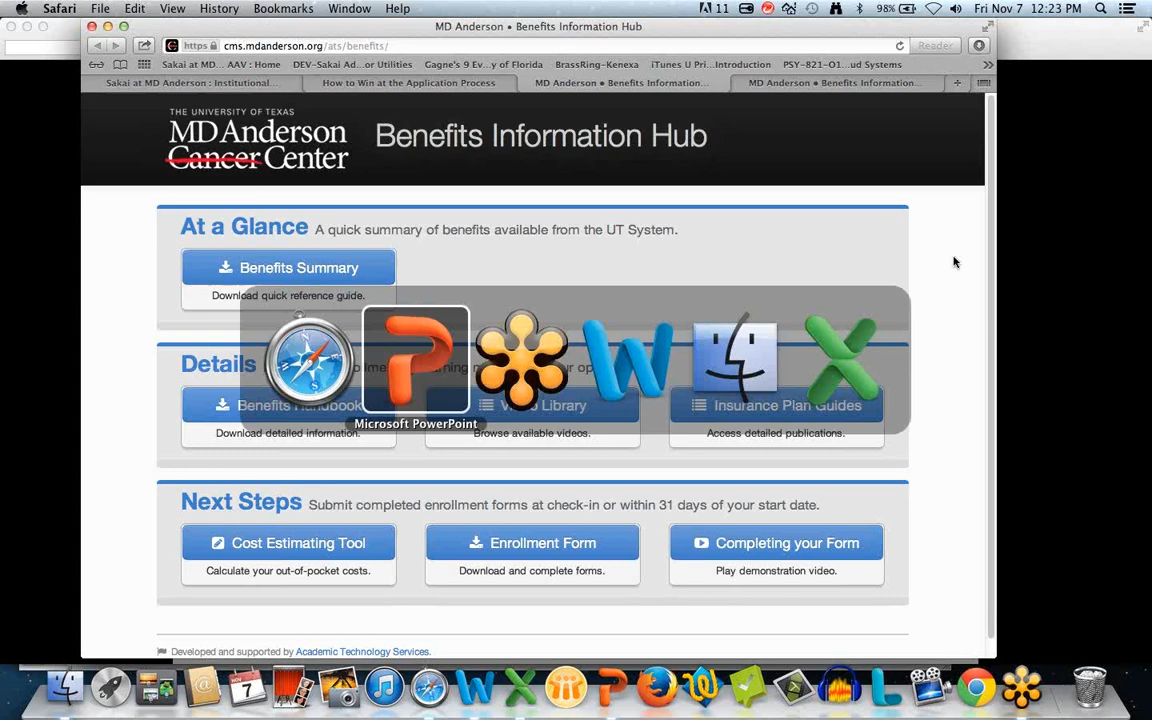 Safari File Edit View History Bookmarks Window Help 11 98% Fri Nov 7 12:23 PM
MD Anderson • Benefits Information Hub
https cms.mdanderson.org/ats/benefits/ Reader
Sakai at MD... AAV : Home DEV-Sakai Ad...or Utilities Gagne's 9 Ev...y of Florida BrassRing-Kenexa iTunes U Pri...Introduction PSY-821-O1...ud Systems
Sakai at MD Anderson : Institutional... How to Win at the Application Process MD Anderson • Benefits Information... MD Anderson • Benefits Information...
THE UNIVERSITY OF TEXAS
MD Anderson
Cancer Center
Benefits Information Hub
At a Glance A quick summary of benefits available from the UT System.
Benefits Summary
Download quick reference guide.
Details
Benefits Handbook Library Insurance Plan Guides
Microsoft PowerPoint
Download detailed information. Browse available videos. Access detailed publications.
Next Steps Submit completed enrollment forms at check-in or within 31 days of your start date.
Cost Estimating Tool Enrollment Form Completing your Form
Calculate your out-of-pocket costs. Download and complete forms. Play demonstration video.
Developed and supported by Academic Technology Services.